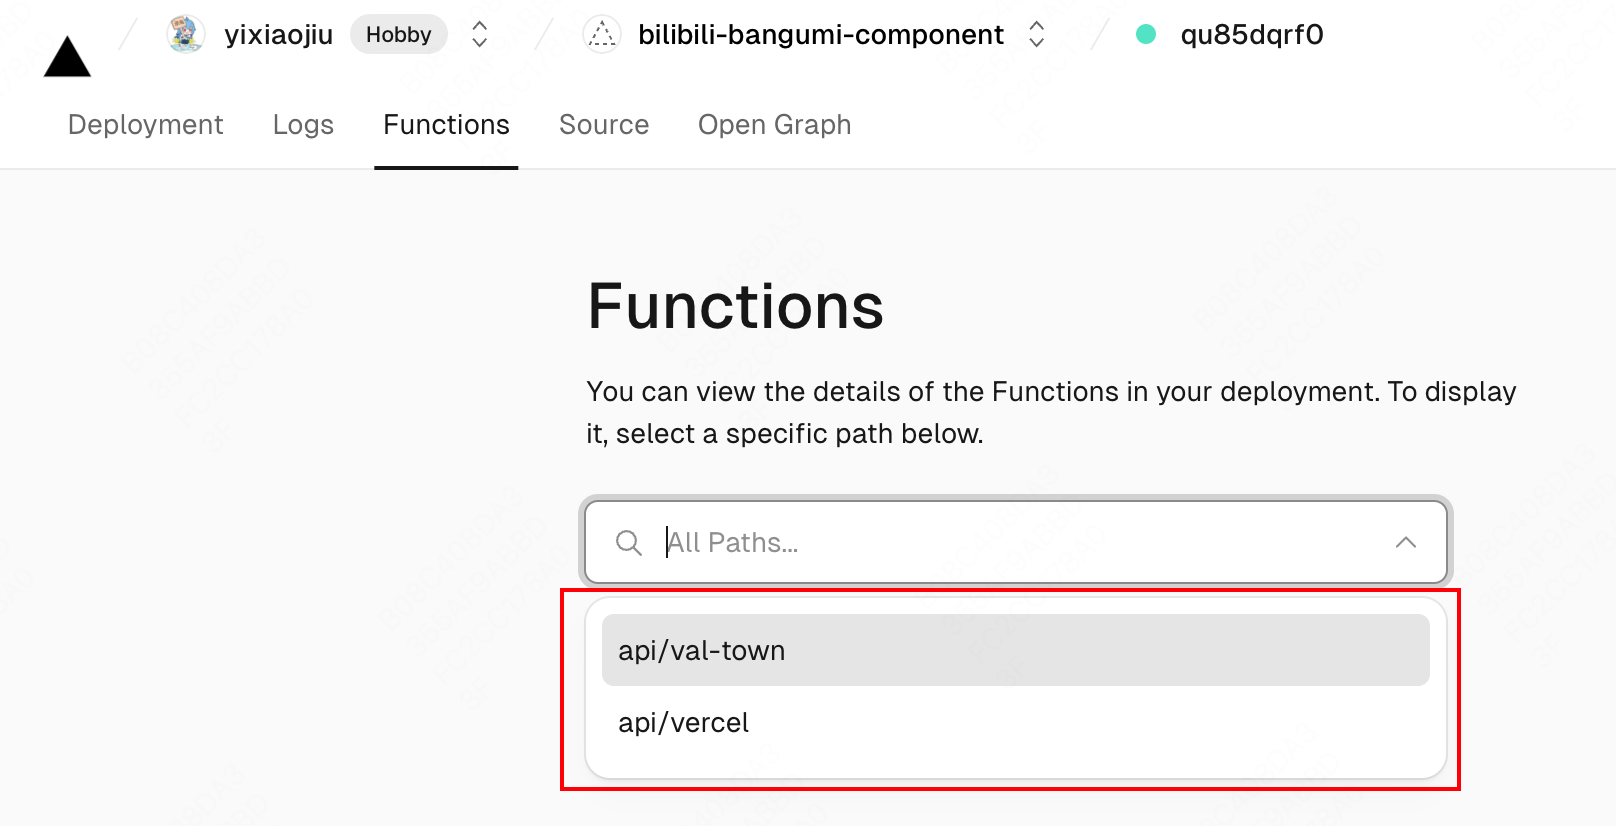 yixiaojiu Hobby bilibili-bangumi-component qu85dqrf0
Deployment Logs Functions Source Open Graph
Functions
You can view the details of the Functions in your deployment. To display
it, select a specific path below.
All Paths...
api/val-town
api/vercel